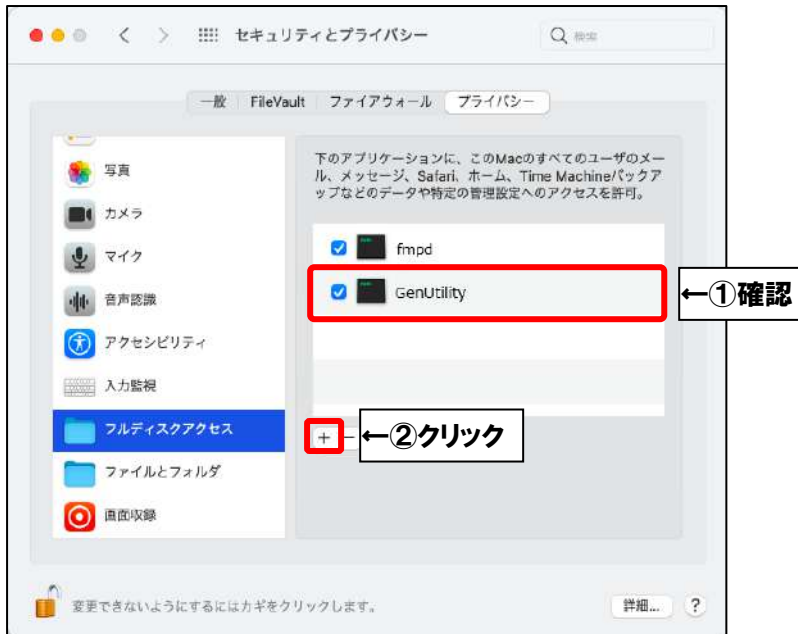 セキュリティとプライバシー
検索
一般 FileVault ファイアウォール プライバシー
写真
カメラ
マイク
音声認識
アクセシビリティ
入力監視
フルディスクアクセス
ファイルとフォルダ
画面収録
下のアプリケーションに、このMacのすべてのユーザのメー
ル、メッセージ、Safari、ホーム、Time Machineバックア
ップなどのデータや特定の管理設定へのアクセスを許可。
fmpd
GenUtility
←①確認
+ − ←②クリック
変更できないようにするにはカギをクリックします。
詳細... ?